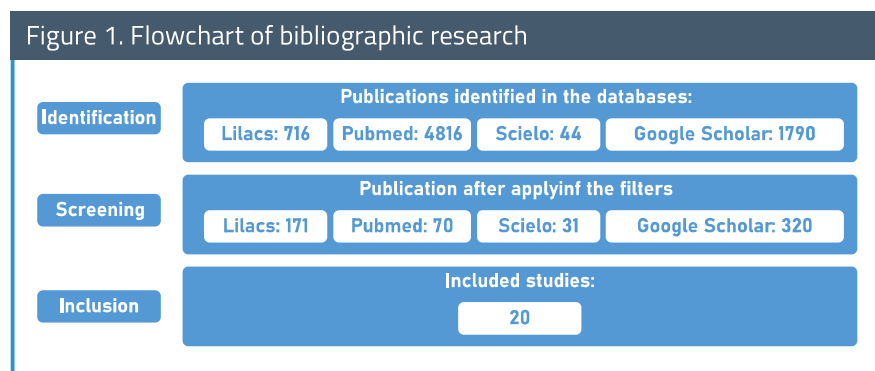 Figure 1. Flowchart of bibliographic research
Identification
Publications identified in the databases:
Lilacs: 716 Pubmed: 4816 Scielo: 44 Google Scholar: 1790
Screening
Publication after applyinf the filters
Lilacs: 171 Pubmed: 70 Scielo: 31 Google Scholar: 320
Inclusion
Included studies:
20